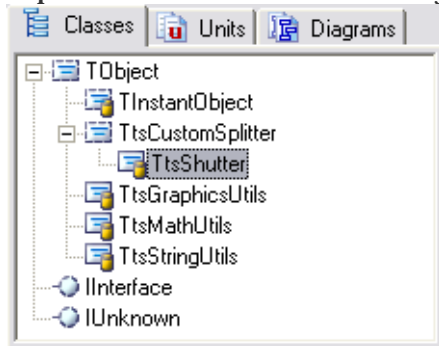 Classes Units Diagrams
TObject
TInstantObject
TtsCustomSplitter
TtsShutter
TtsGraphicsUtils
TtsMathUtils
TtsStringUtils
IInterface
IUnknown